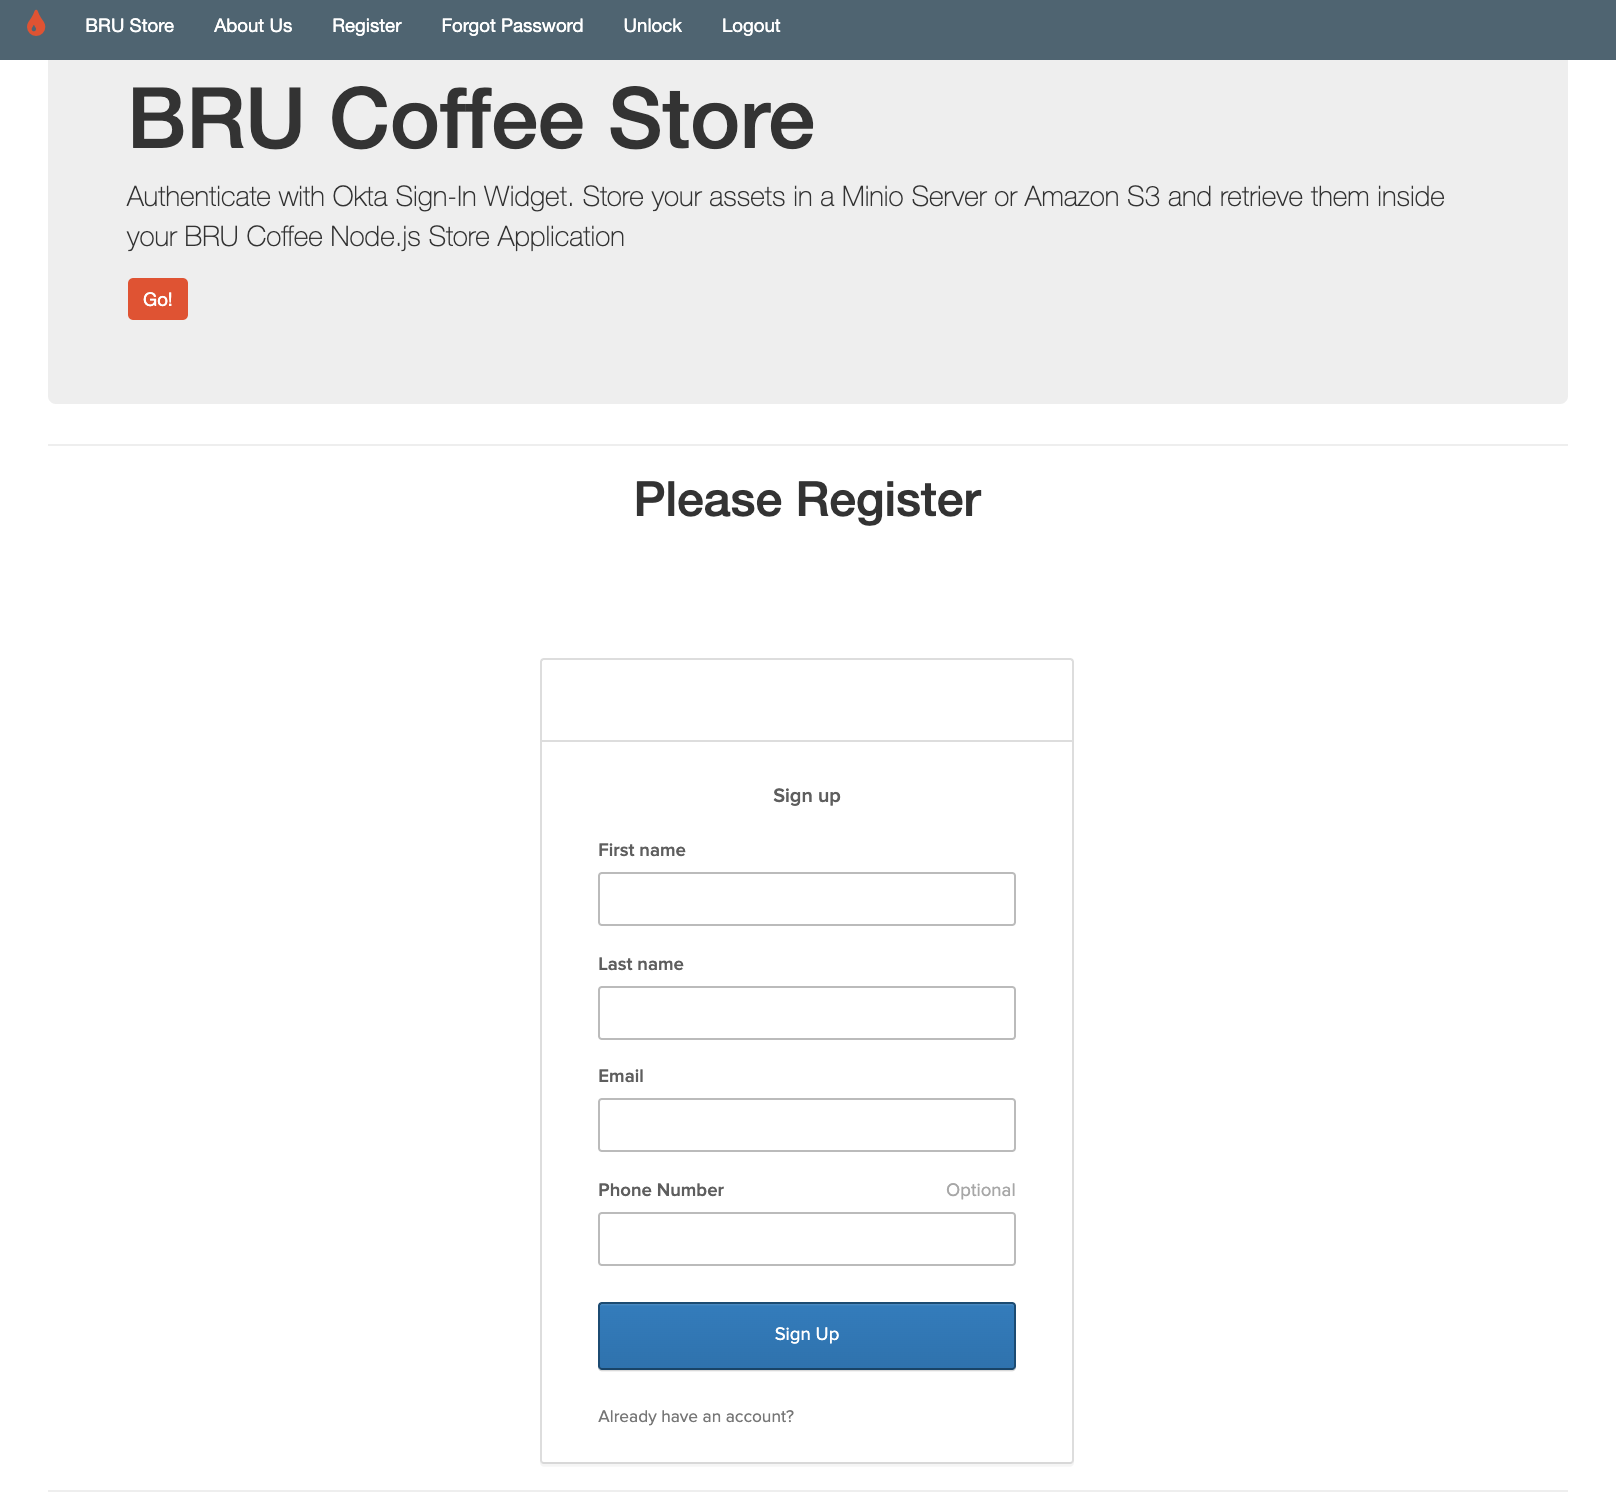 BRU Store About Us Register Forgot Password Unlock Logout
BRU Coffee Store
Authenticate with Okta Sign-In Widget. Store your assets in a Minio Server or Amazon S3 and retrieve them inside
your BRU Coffee Node.js Store Application
Go!
Please Register
Sign up
First name
Last name
Email
Phone Number Optional
Sign Up
Already have an account?